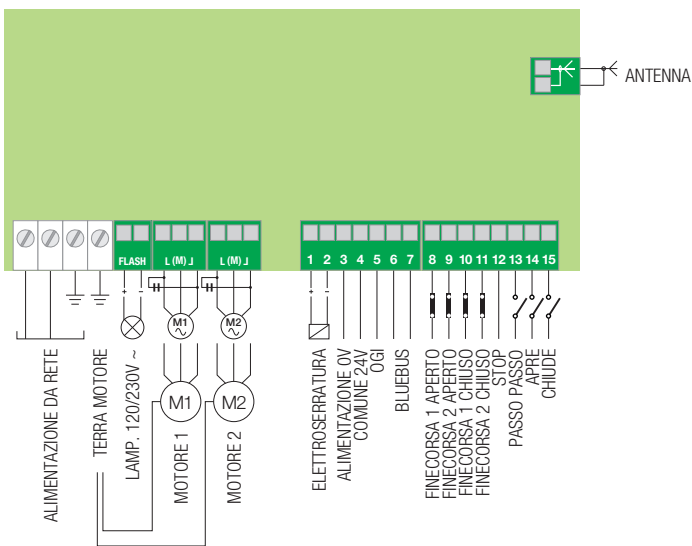 ANTENNA
FLASH
L (M) ⅃
L (M) ⅃
1 2 3 4 5 6 7
8 9 10 11 12 13 14 15
+ -
+ -
M1
~
M2
~
M1
M2
ALIMENTAZIONE DA RETE
TERRA MOTORE
LAMP. 120/230V ~
MOTORE 1
MOTORE 2
ELETTROSERRATURA
ALIMENTAZIONE 0V
COMUNE 24V
OGI
BLUEBUS
FINECORSA 1 APERTO
FINECORSA 2 APERTO
FINECORSA 1 CHIUSO
FINECORSA 2 CHIUSO
STOP
PASSO PASSO
APRE
CHIUDE